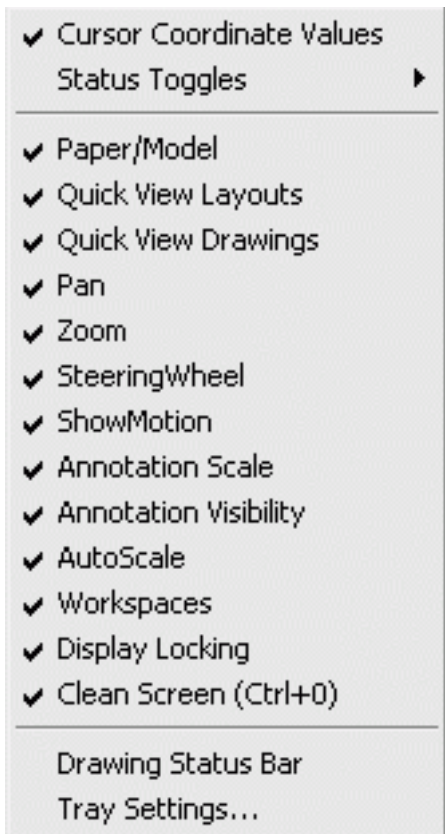 Cursor Coordinate Values
Status Toggles
Paper/Model
Quick View Layouts
Quick View Drawings
Pan
Zoom
SteeringWheel
ShowMotion
Annotation Scale
Annotation Visibility
AutoScale
Workspaces
Display Locking
Clean Screen (Ctrl+0)
Drawing Status Bar
Tray Settings...